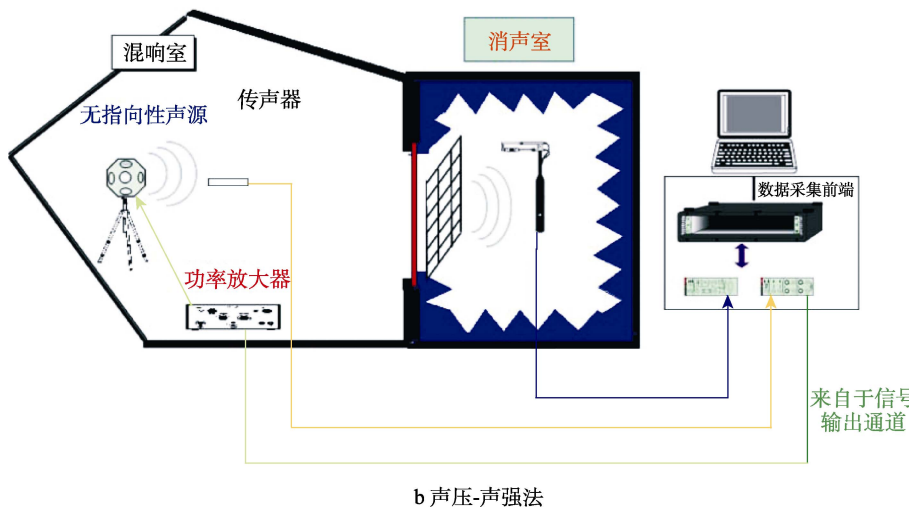 混响室
消声室
传声器
无指向性声源
数据采集前端
功率放大器
来自于信号
输出通道
b 声压-声强法